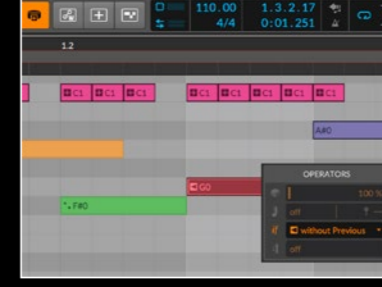 110.00 1.3.2.17
4/4 0:01.251
1.2
C1 C1 C1 C1 C1 C1 C1 C1
A#0
G0
F#0
OPERATORS
100 %
off
without Previous
off